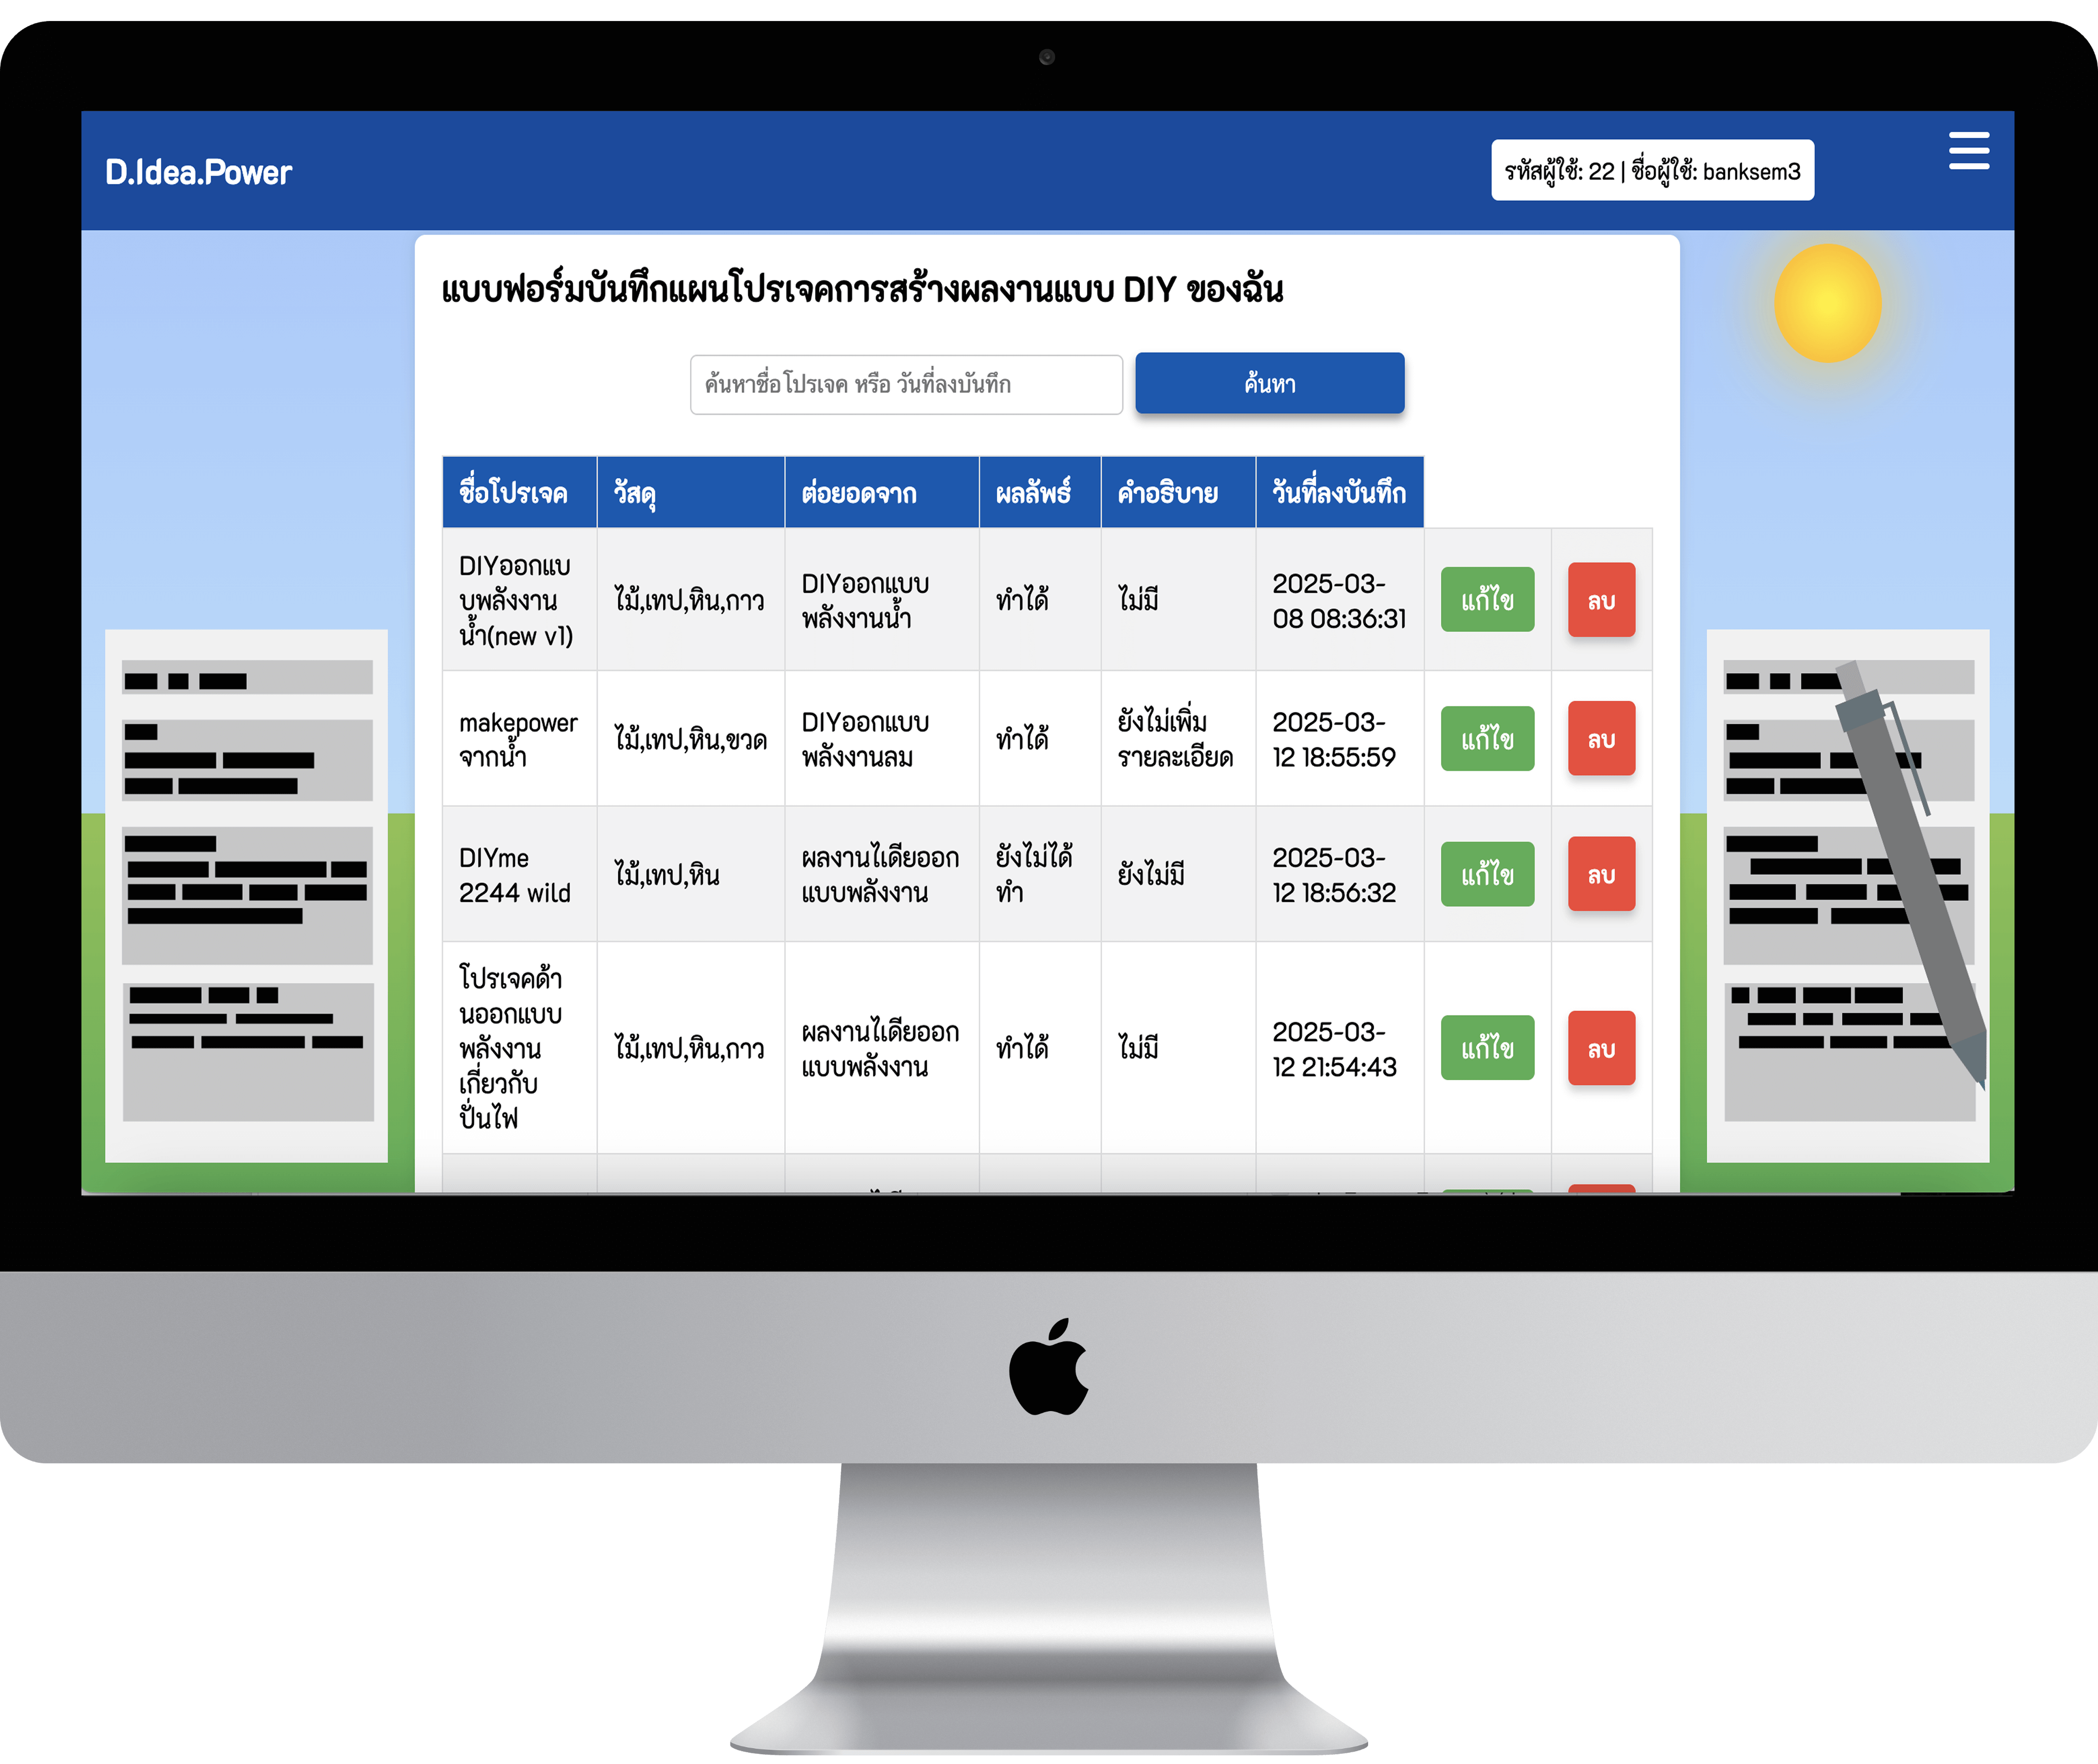 D.Idea.Power
รหัสผู้ใช้: 22 | ชื่อผู้ใช้: banksem3
แบบฟอร์มบันทึกแผนโปรเจคการสร้างผลงานแบบ DIY ของฉัน
ค้นหาชื่อโปรเจค หรือ วันที่ลงบันทึก
ค้นหา
ชื่อโปรเจค วัสดุ ต่อยอดจาก ผลลัพธ์ คำอธิบาย วันที่ลงบันทึก
DIYออกแบ
บพลังงาน
น้ำ(new v1)
ไม้,เทป,หิน,กาว
DIYออกแบบ
พลังงานน้ำ
ทำได้
ไม่มี
2025-03-
08 08:36:31
แก้ไข
ลบ
makepower
จากน้ำ
ไม้,เทป,หิน,ขวด
DIYออกแบบ
พลังงานลม
ทำได้
ยังไม่เพิ่ม
รายละเอียด
2025-03-
12 18:55:59
แก้ไข
ลบ
DIYme
2244 wild
ไม้,เทป,หิน
ผลงานไเดียออก
แบบพลังงาน
ยังไม่ได้
ทำ
ยังไม่มี
2025-03-
12 18:56:32
แก้ไข
ลบ
โปรเจคด้า
นออกแบบ
พลังงาน
เกี่ยวกับ
ปั่นไฟ
ไม้,เทป,หิน,กาว
ผลงานไเดียออก
แบบพลังงาน
ทำได้
ไม่มี
2025-03-
12 21:54:43
แก้ไข
ลบ